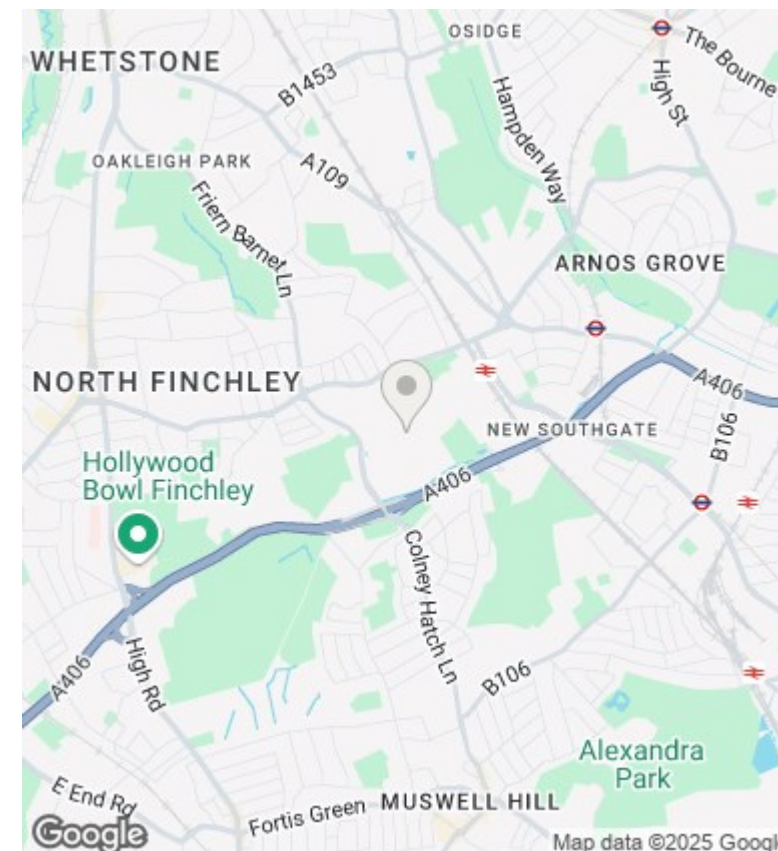 OSIDGE
WHETSTONE
The Bourne
B1453
High St
Hampden Way
OAKLEIGH PARK
A109
Friern Barnet Ln
ARNOS GROVE
NORTH FINCHLEY
A406
NEW SOUTHGATE
B106
Hollywood
Bowl Finchley
A406
Colney Hatch Ln
High Rd
A406
B106
Alexandra
Park
E End Rd
Fortis Green
MUSWELL HILL
Google
Map data ©2025 Googl